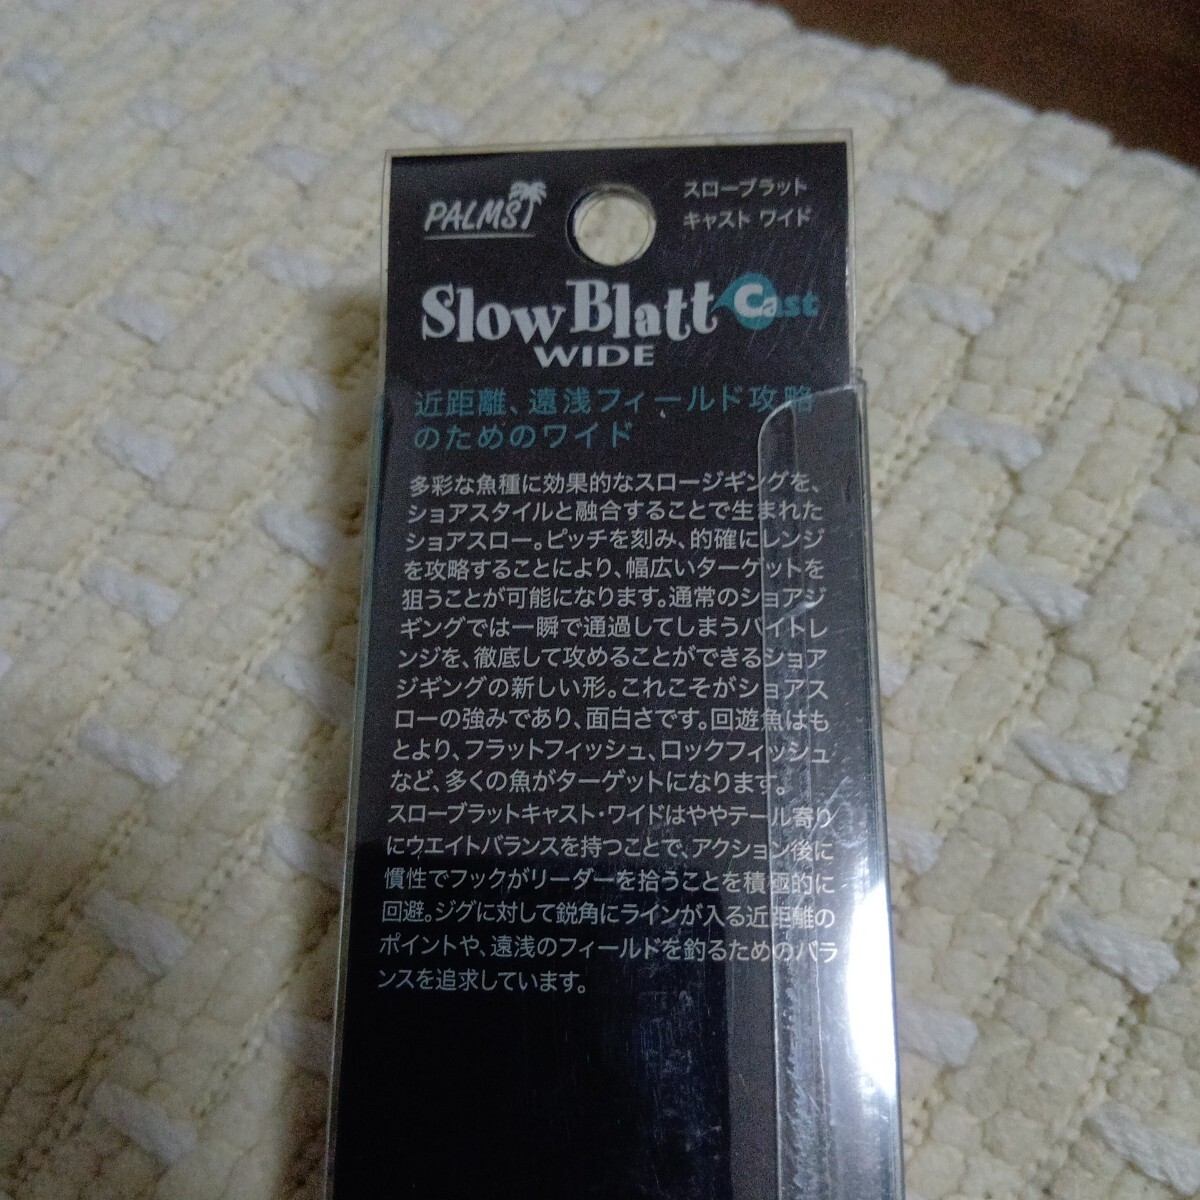 PALMS
スローブラット
キャスト ワイド
Slow Blatt Cast
WIDE
近距離、遠浅フィールド攻略
のためのワイド
多彩な魚種に効果的なスロージギングを、
ショアスタイルと融合することで生まれた
ショアスロー。ピッチを刻み、的確にレンジ
を攻略することにより、幅広いターゲットを
狙うことが可能になります。通常のショアジ
ギングでは一瞬で通過してしまうバイトレ
ンジを、徹底して攻めることができるショア
ジギングの新しい形。これこそがショアス
ローの強みであり、面白さです。回遊魚はも
とより、フラットフィッシュ、ロックフィッシュ
など、多くの魚がターゲットになります。
スローブラットキャスト・ワイドはややテール寄り
にウエイトバランスを持つことで、アクション後に
慣性でフックがリーダーを拾うことを積極的に
回避。ジグに対して鋭角にラインが入る近距離の
ポイントや、遠浅のフィールドを釣るためのバラ
ンスを追求しています。